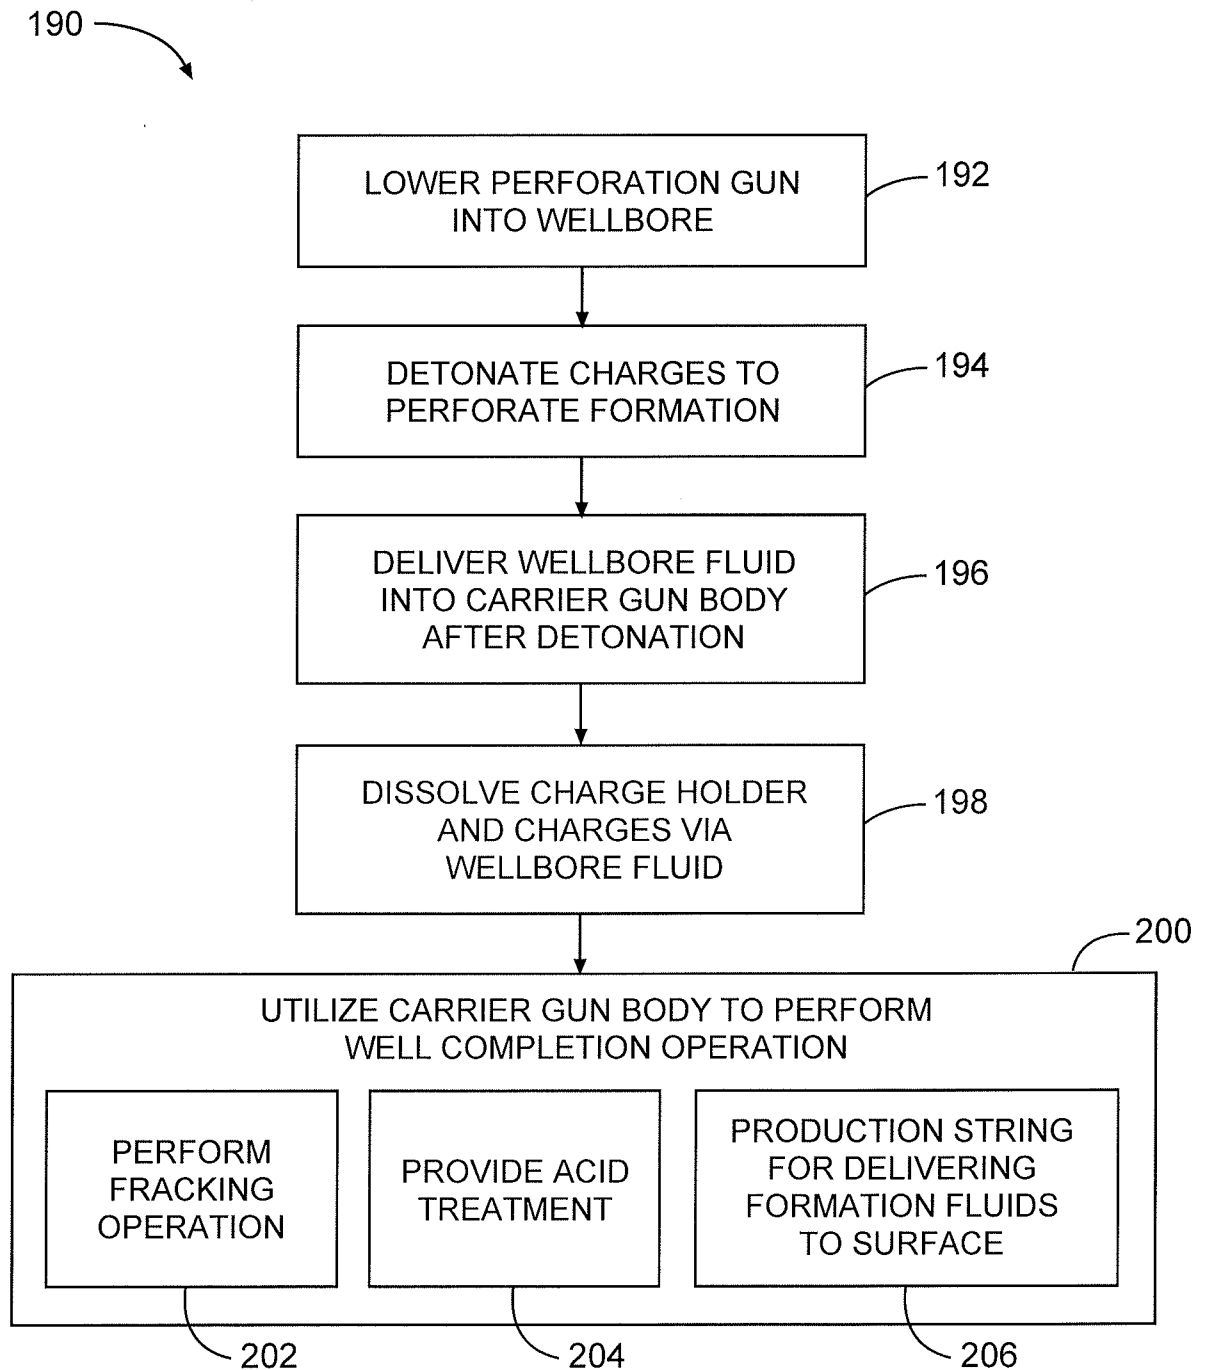 190
LOWER PERFORATION GUN
INTO WELLBORE
192
DETONATE CHARGES TO
PERFORATE FORMATION
194
DELIVER WELLBORE FLUID
INTO CARRIER GUN BODY
AFTER DETONATION
196
DISSOLVE CHARGE HOLDER
AND CHARGES VIA
WELLBORE FLUID
198
200
UTILIZE CARRIER GUN BODY TO PERFORM
WELL COMPLETION OPERATION
PERFORM
FRACKING
OPERATION
PROVIDE ACID
TREATMENT
PRODUCTION STRING
FOR DELIVERING
FORMATION FLUIDS
TO SURFACE
202
204
206